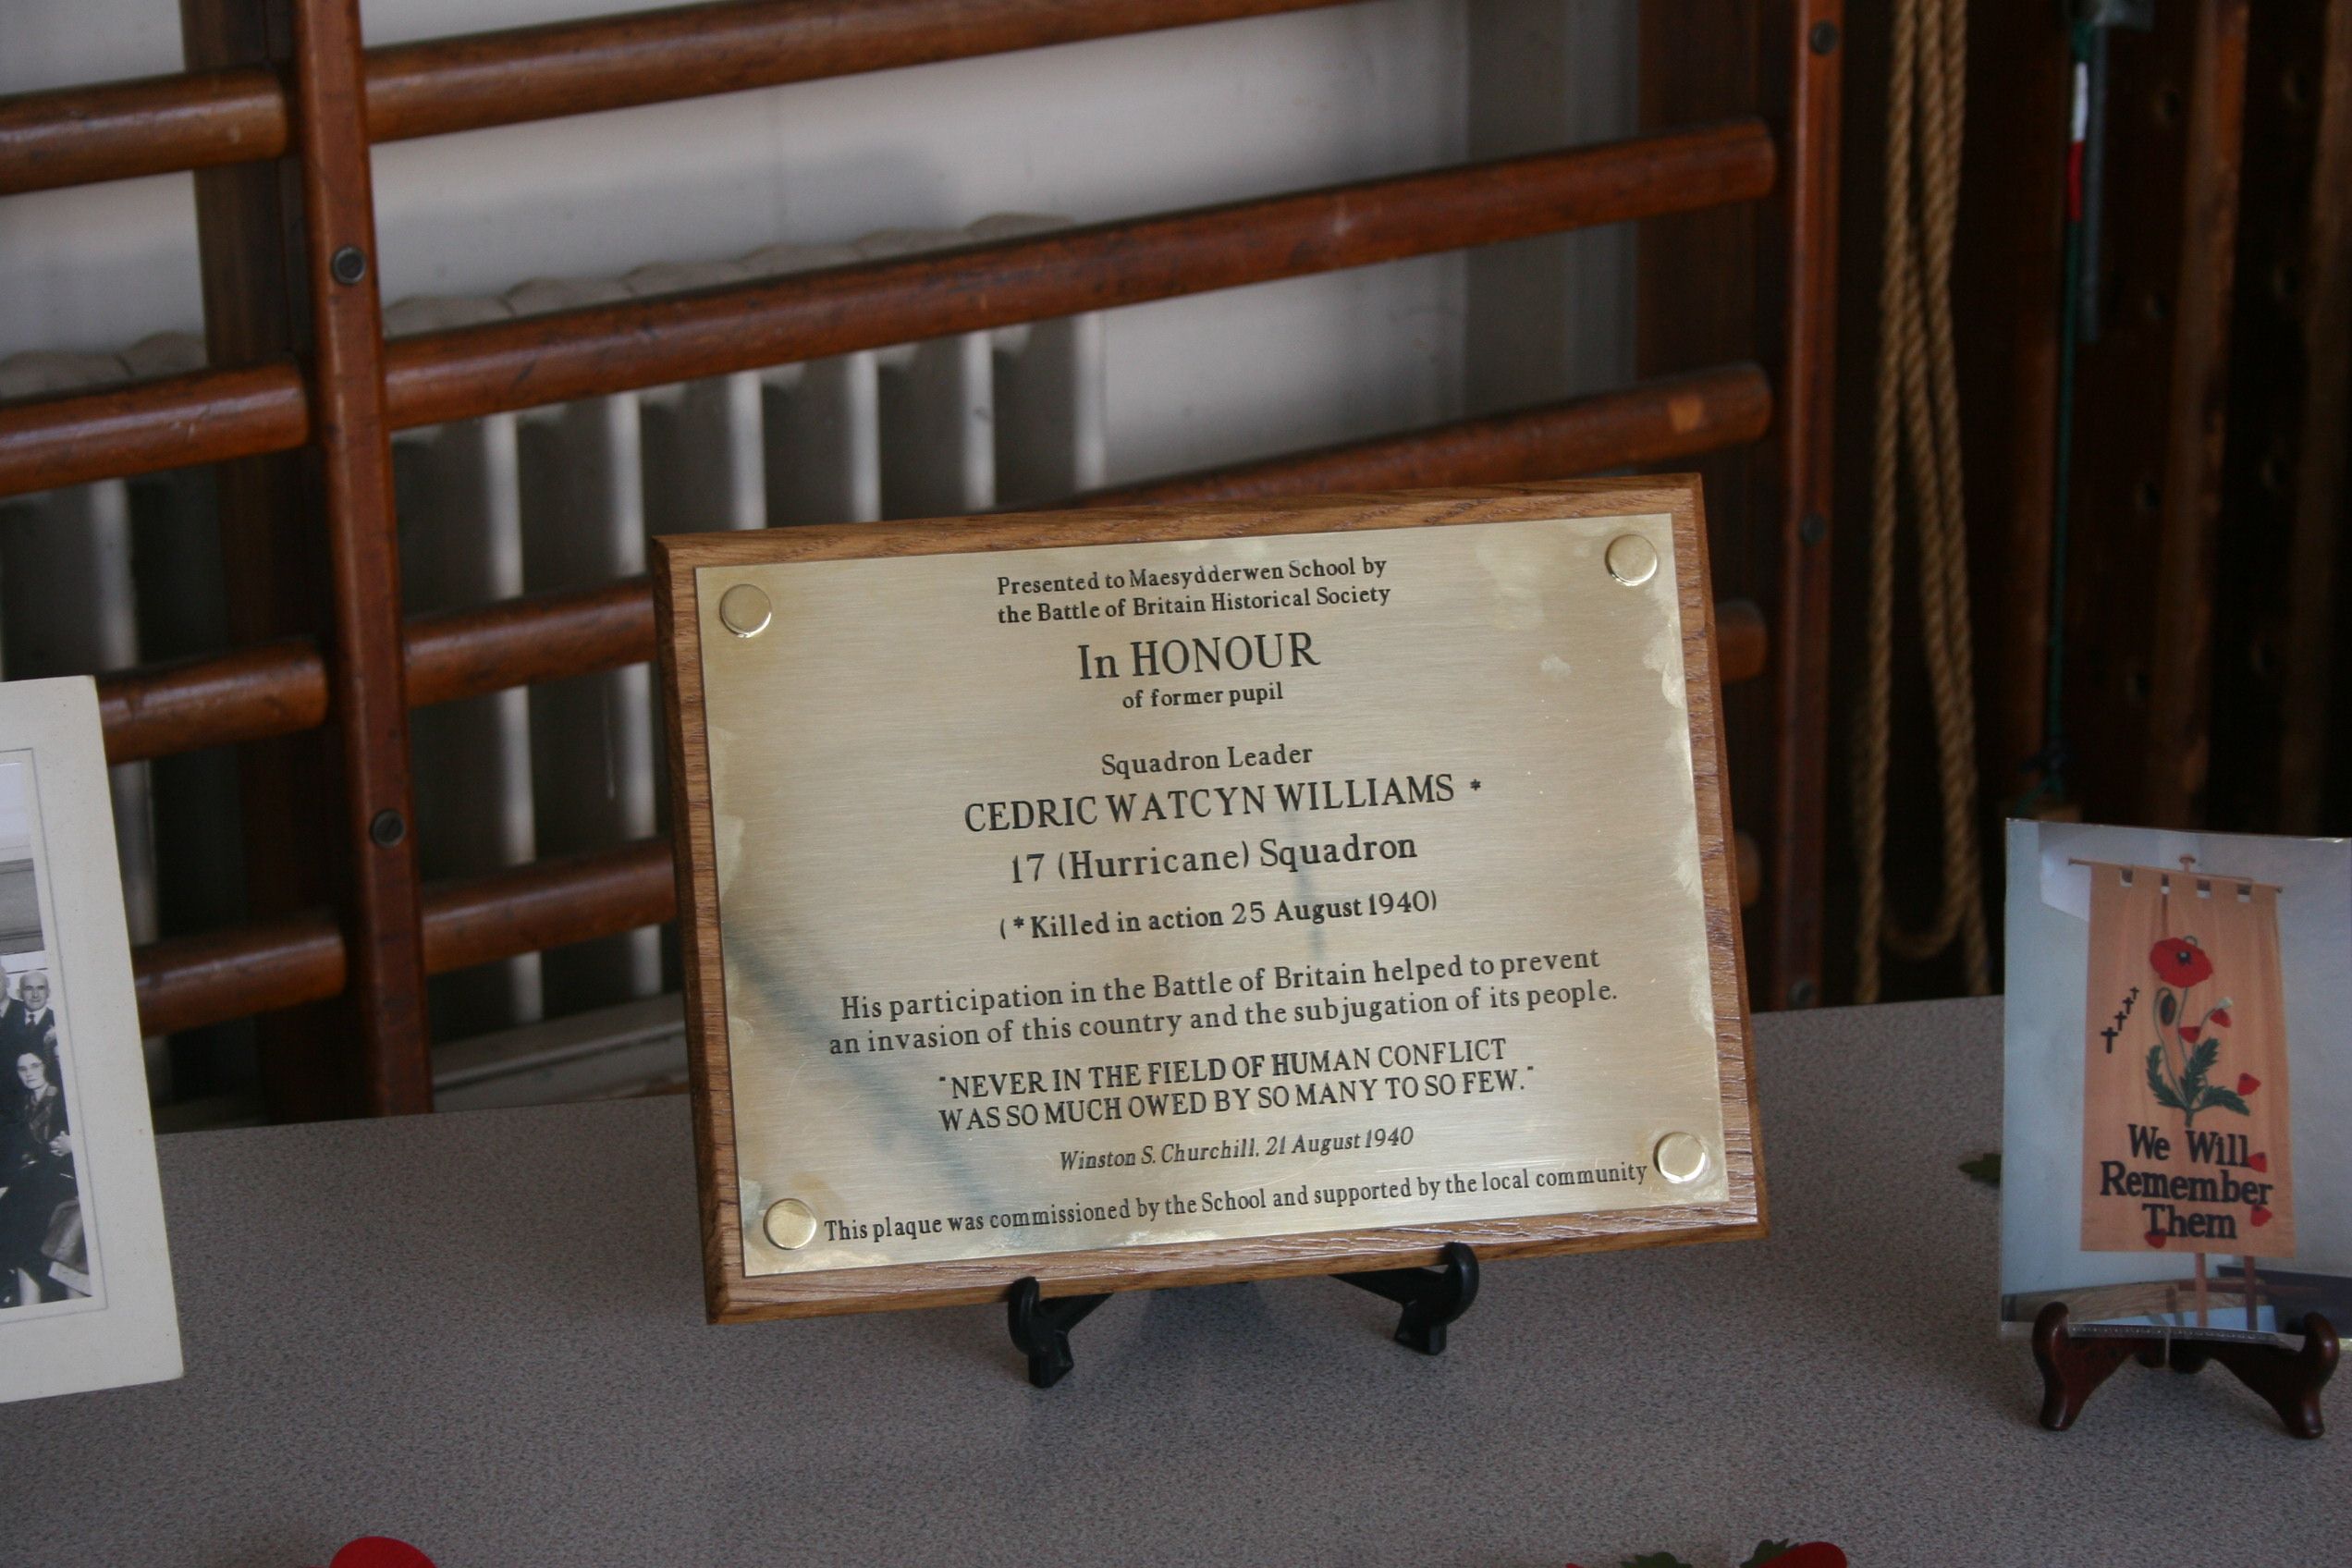 Presented to Maesydderwen School by
the Battle of Britain Historical Society
In HONOUR
of former pupil
Squadron Leader
CEDRIC WATCYN WILLIAMS *
17 (Hurricane) Squadron
(*Killed in action 25 August 1940)
His participation in the Battle of Britain helped to prevent
an invasion of this country and the subjugation of its people.
"NEVER IN THE FIELD OF HUMAN CONFLICT
WAS SO MUCH OWED BY SO MANY TO SO FEW."
Winston S. Churchill, 21 August 1940
This plaque was commissioned by the School and supported by the local community
We Will
Remember
Them